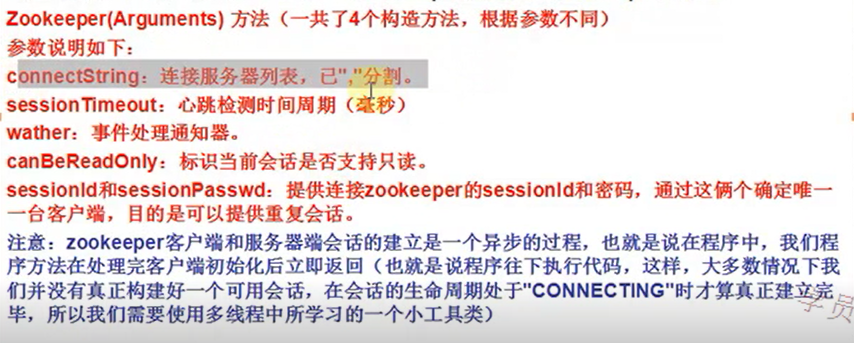 Zookeeper(Arguments) 方法（一共了4个构造方法，根据参数不同）
参数说明如下：
connectString：连接服务器列表，已","分割。
sessionTimeout：心跳检测时间周期（毫秒）
wather：事件处理通知器。
canBeReadOnly：标识当前会话是否支持只读。
sessionId和sessionPasswd：提供连接zookeeper的sessionId和密码，通过这俩个确定唯一
一台客户端，目的是可以提供重复会话。
注意：zookeeper客户端和服务器端会话的建立是一个异步的过程，也就是说在程序中，我们程
序方法在处理完客户端初始化后立即返回（也就是说程序往下执行代码，这样，大多数情况下我
们并没有真正构建好一个可用会话，在会话的生命周期处于"CONNECTING"时才算真正建立完
毕，所以我们需要使用多线程中所学习的一个小工具类）
学员